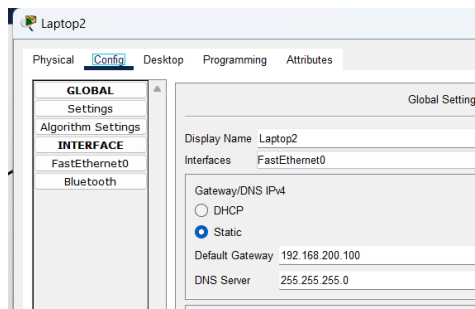 Laptop2
Physical Config Desktop Programming Attributes
GLOBAL
Settings
Algorithm Settings
INTERFACE
FastEthernet0
Bluetooth
Global Setting
Display Name Laptop2
Interfaces FastEthernet0
Gateway/DNS IPv4
DHCP
Static
Default Gateway 192.168.200.100
DNS Server 255.255.255.0